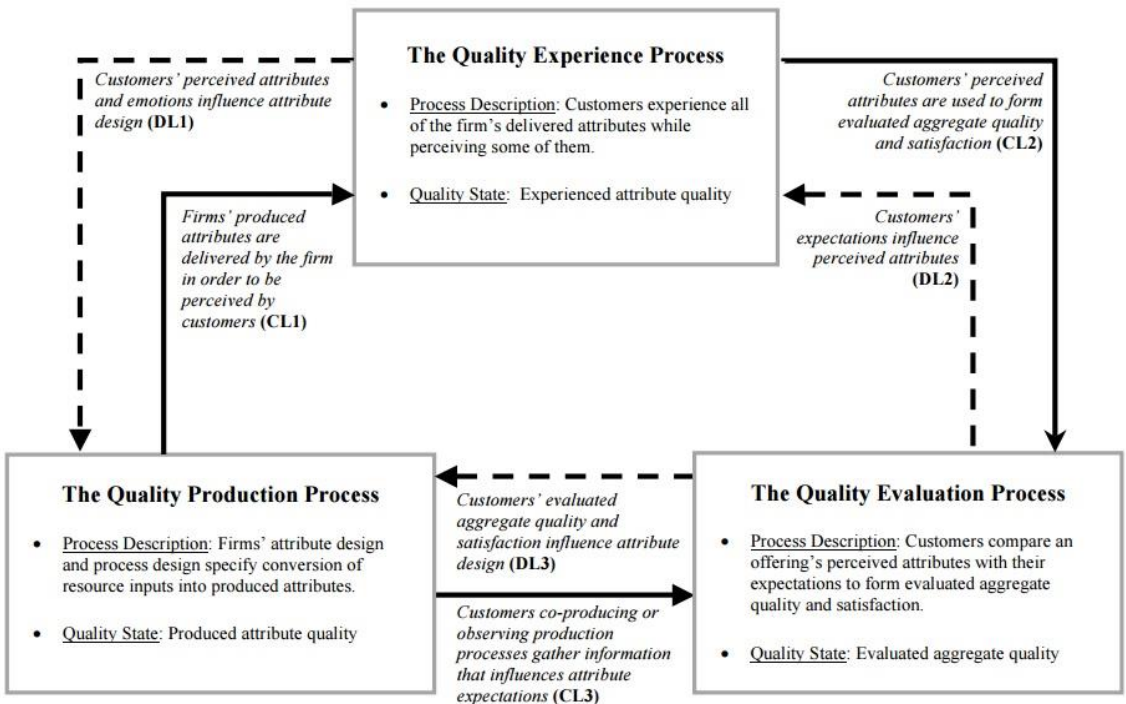 The Quality Experience Process
• Process Description: Customers experience all
of the firm's delivered attributes while
perceiving some of them.
• Quality State: Experienced attribute quality
Customers' perceived attributes
and emotions influence attribute
design (DL1)
Customers' perceived
attributes are used to form
evaluated aggregate quality
and satisfaction (CL2)
Firms' produced
attributes are
delivered by the firm
in order to be
perceived by
customers (CL1)
Customers'
expectations influence
perceived attributes
(DL2)
The Quality Production Process
• Process Description: Firms' attribute design
and process design specify conversion of
resource inputs into produced attributes.
• Quality State: Produced attribute quality
Customers' evaluated
aggregate quality and
satisfaction influence attribute
design (DL3)
Customers co-producing or
observing production
processes gather information
that influences attribute
expectations (CL3)
The Quality Evaluation Process
• Process Description: Customers compare an
offering's perceived attributes with their
expectations to form evaluated aggregate
quality and satisfaction.
• Quality State: Evaluated aggregate quality